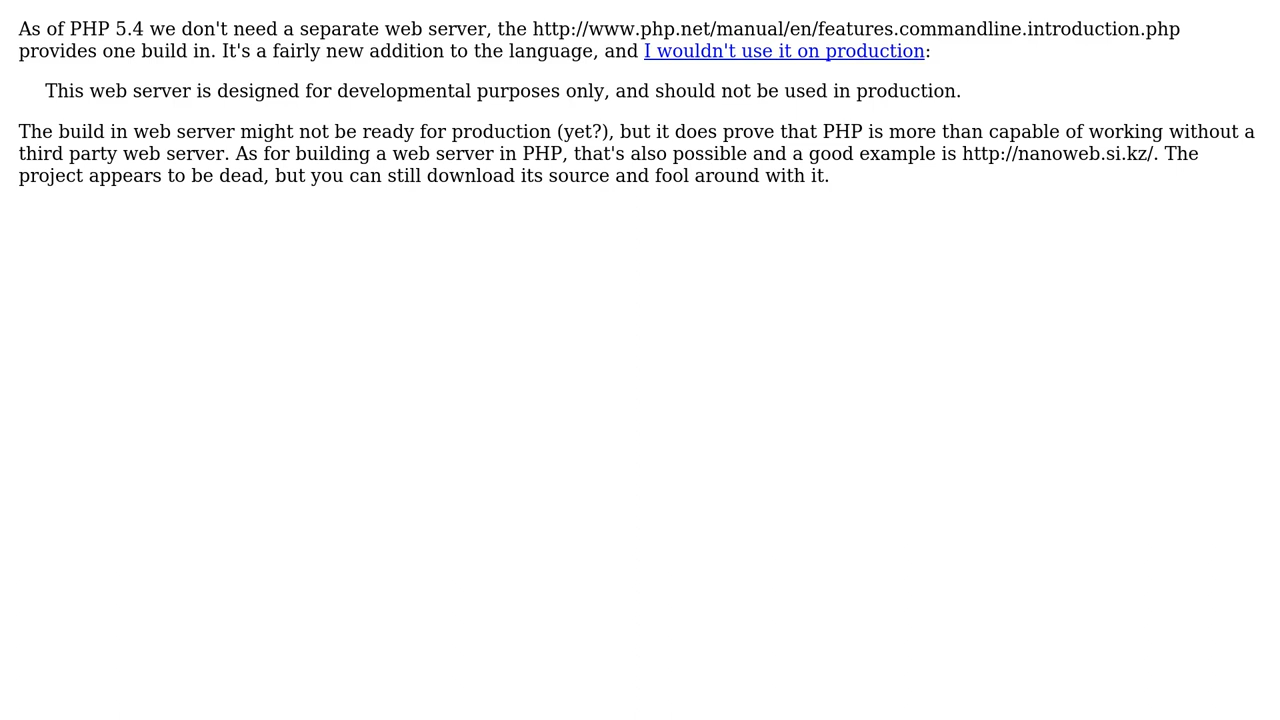 As of PHP 5.4 we don't need a separate web server, the http://www.php.net/manual/en/features.commandline.introduction.php
provides one build in. It's a fairly new addition to the language, and I wouldn't use it on production:
This web server is designed for developmental purposes only, and should not be used in production.
The build in web server might not be ready for production (yet?), but it does prove that PHP is more than capable of working without a
third party web server. As for building a web server in PHP, that's also possible and a good example is http://nanoweb.si.kz/. The
project appears to be dead, but you can still download its source and fool around with it.